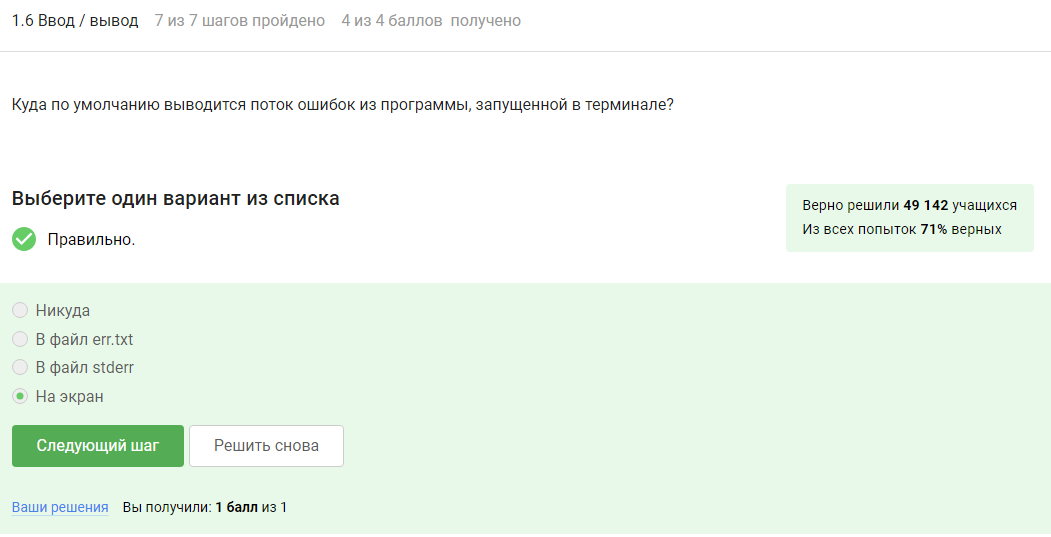 1.6 Ввод / вывод 7 из 7 шагов пройдено 4 из 4 баллов получено
Куда по умолчанию выводится поток ошибок из программы, запущенной в терминале?
Выберите один вариант из списка
Правильно.
Верно решили 49 142 учащихся
Из всех попыток 71% верных
Никуда
В файл err.txt
В файл stderr
На экран
Следующий шаг
Решить снова
Ваши решения Вы получили: 1 балл из 1